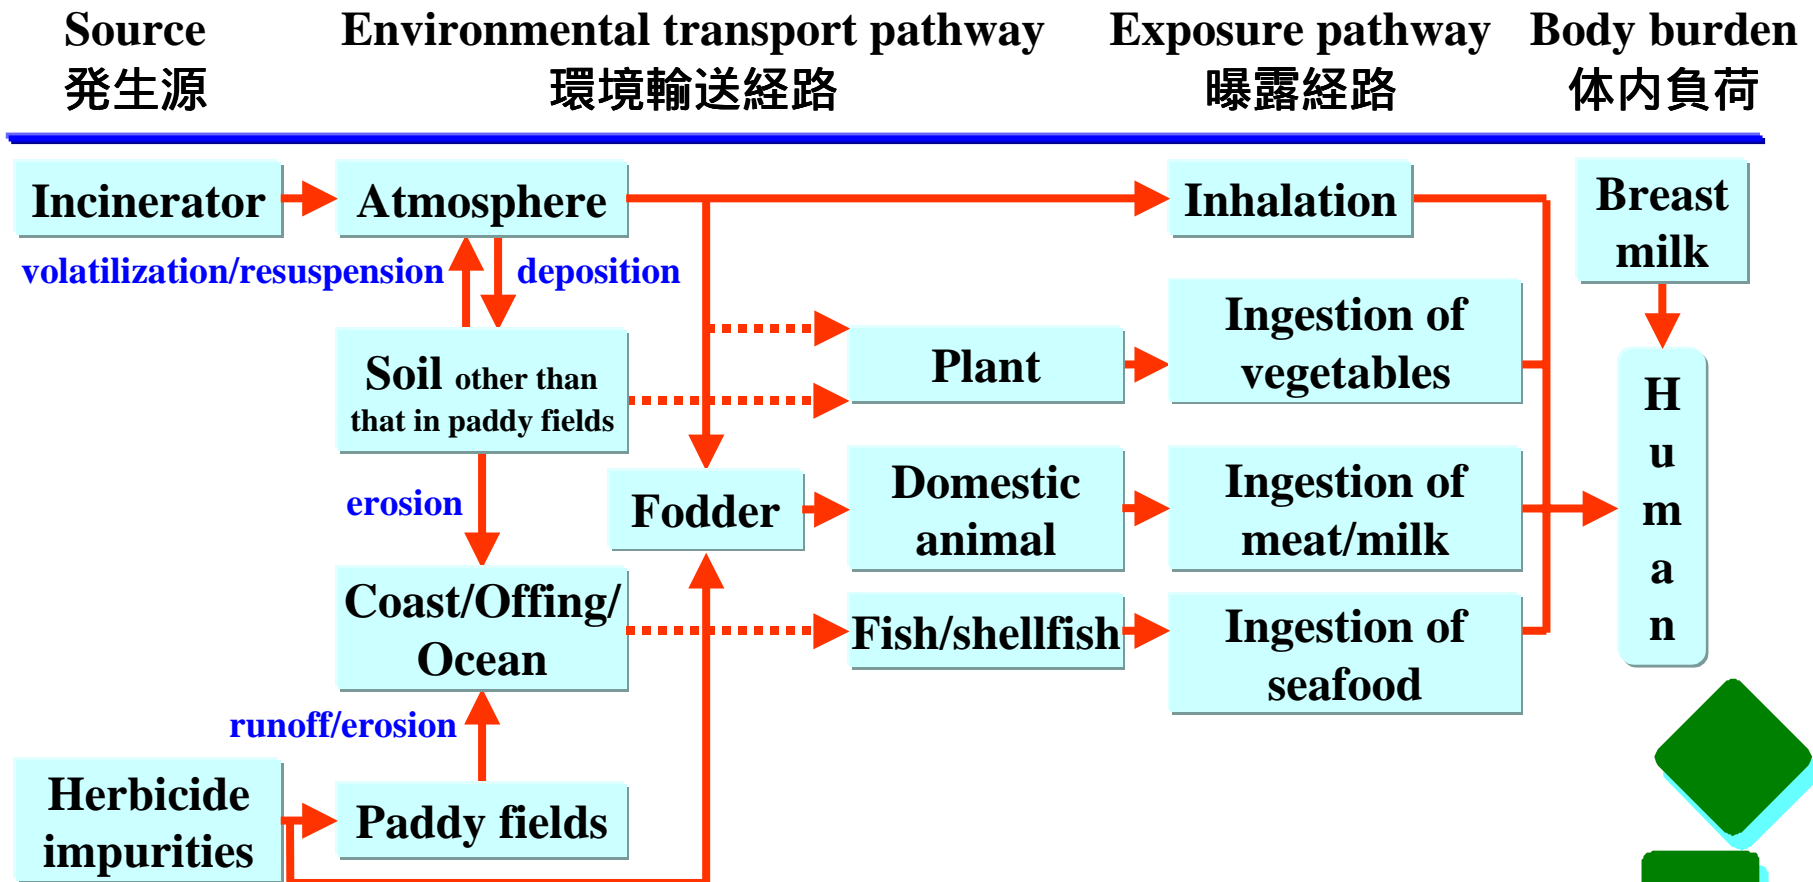 Source
発生源
Environmental transport pathway
環境輸送経路
Exposure pathway
曝露経路
Body burden
体内負荷
Incinerator
Atmosphere
Inhalation
Breast
milk
volatilization/resuspension
deposition
Soil other than
that in paddy fields
Plant
Ingestion of
vegetables
Human
erosion
Fodder
Domestic
animal
Ingestion of
meat/milk
Coast/Offing/
Ocean
Fish/shellfish
Ingestion of
seafood
runoff/erosion
Herbicide
impurities
Paddy fields